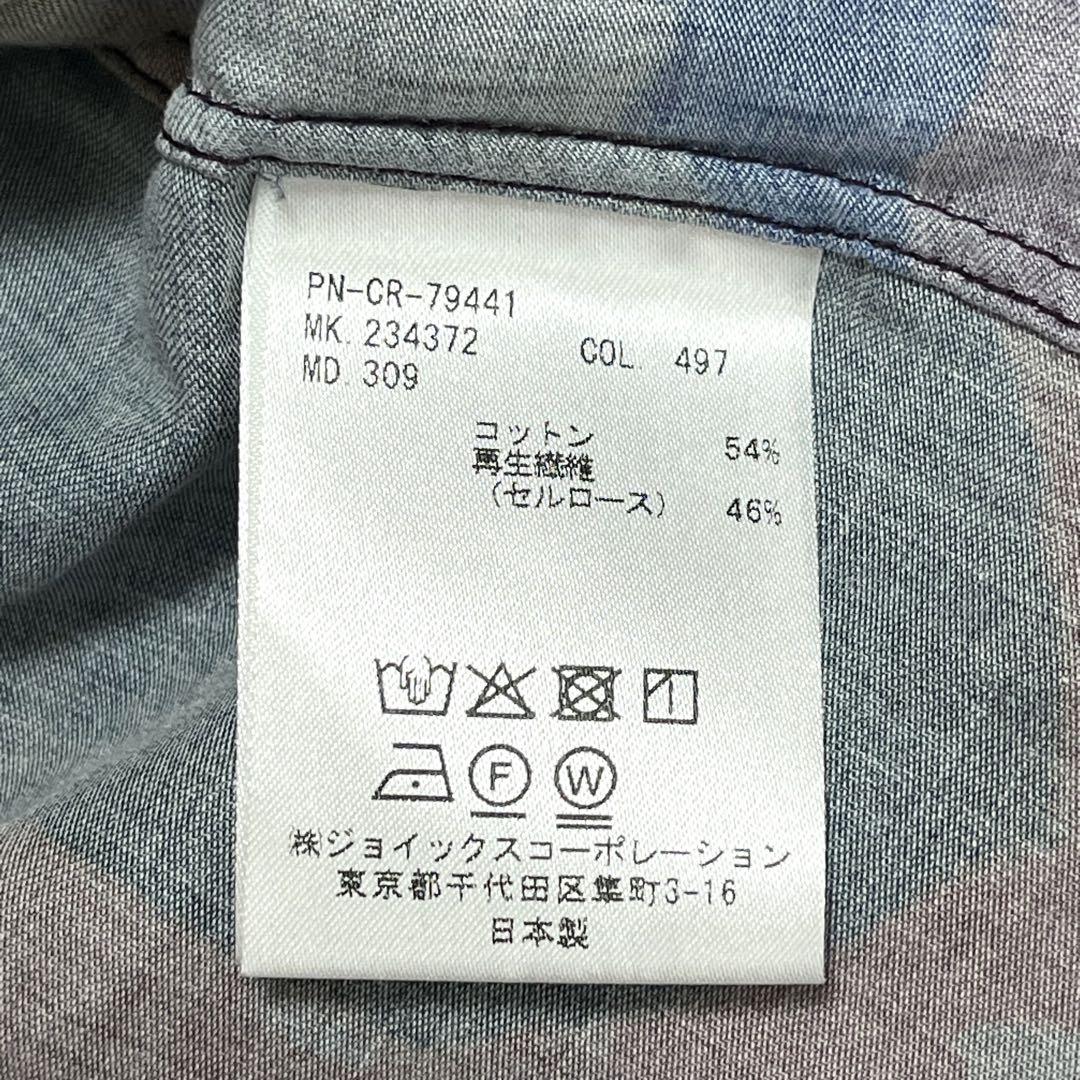 PN-CR-79441
MK. 234372 COL. 497
MD. 309
コットン 54%
再生繊維
(セルロース) 46%
F W
㈱ジョイックスコーポレーション
東京都千代田区隼町3-16
日本製